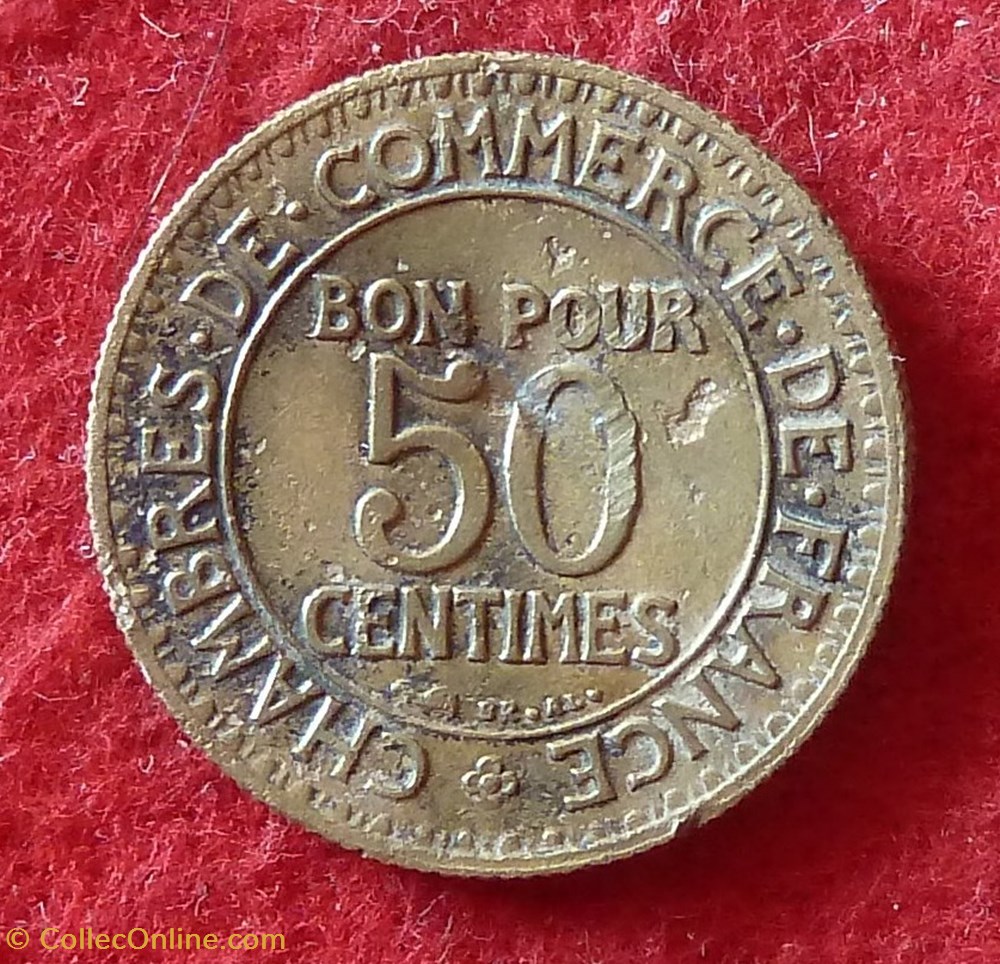 CHAMBRES·DE·COMMERCE·DE·FRANCE
BON POUR
50
CENTIMES
© CollecOnline.com